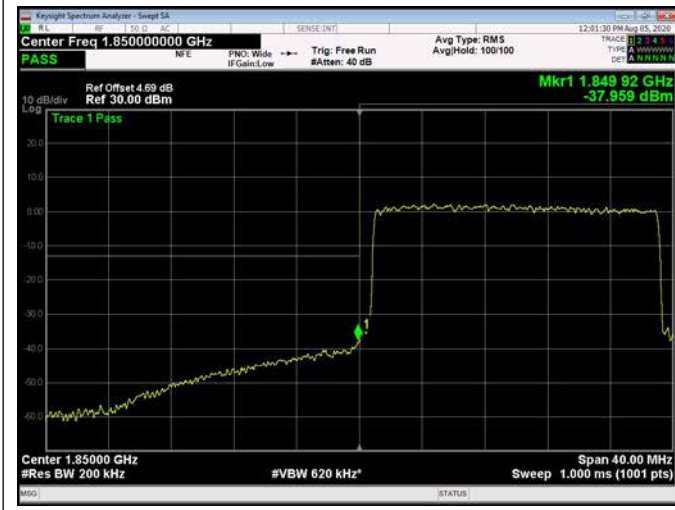 Keysight Spectrum Analyzer - Swept SA
RL RF 50 Ω AC SENSE:INT 12:01:30 PM Aug 05, 2020
Center Freq 1.850000000 GHz Avg Type: RMS TRACE 1 2 3 4 5 6
NFE PNO: Wide Trig: Free Run Avg|Hold: 100/100 TYPE A WWWWW
PASS IFGain:Low #Atten: 40 dB DET A N N N N N
Mkr1 1.849 92 GHz
-37.959 dBm
Ref Offset 4.69 dB
10 dB/div Ref 30.00 dBm
Log
Trace 1 Pass
20.0
10.0
0.00
-10.0
-20.0
-30.0
1
-40.0
-50.0
-60.0
Center 1.85000 GHz Span 40.00 MHz
#Res BW 200 kHz #VBW 620 kHz* Sweep 1.000 ms (1001 pts)
MSG STATUS